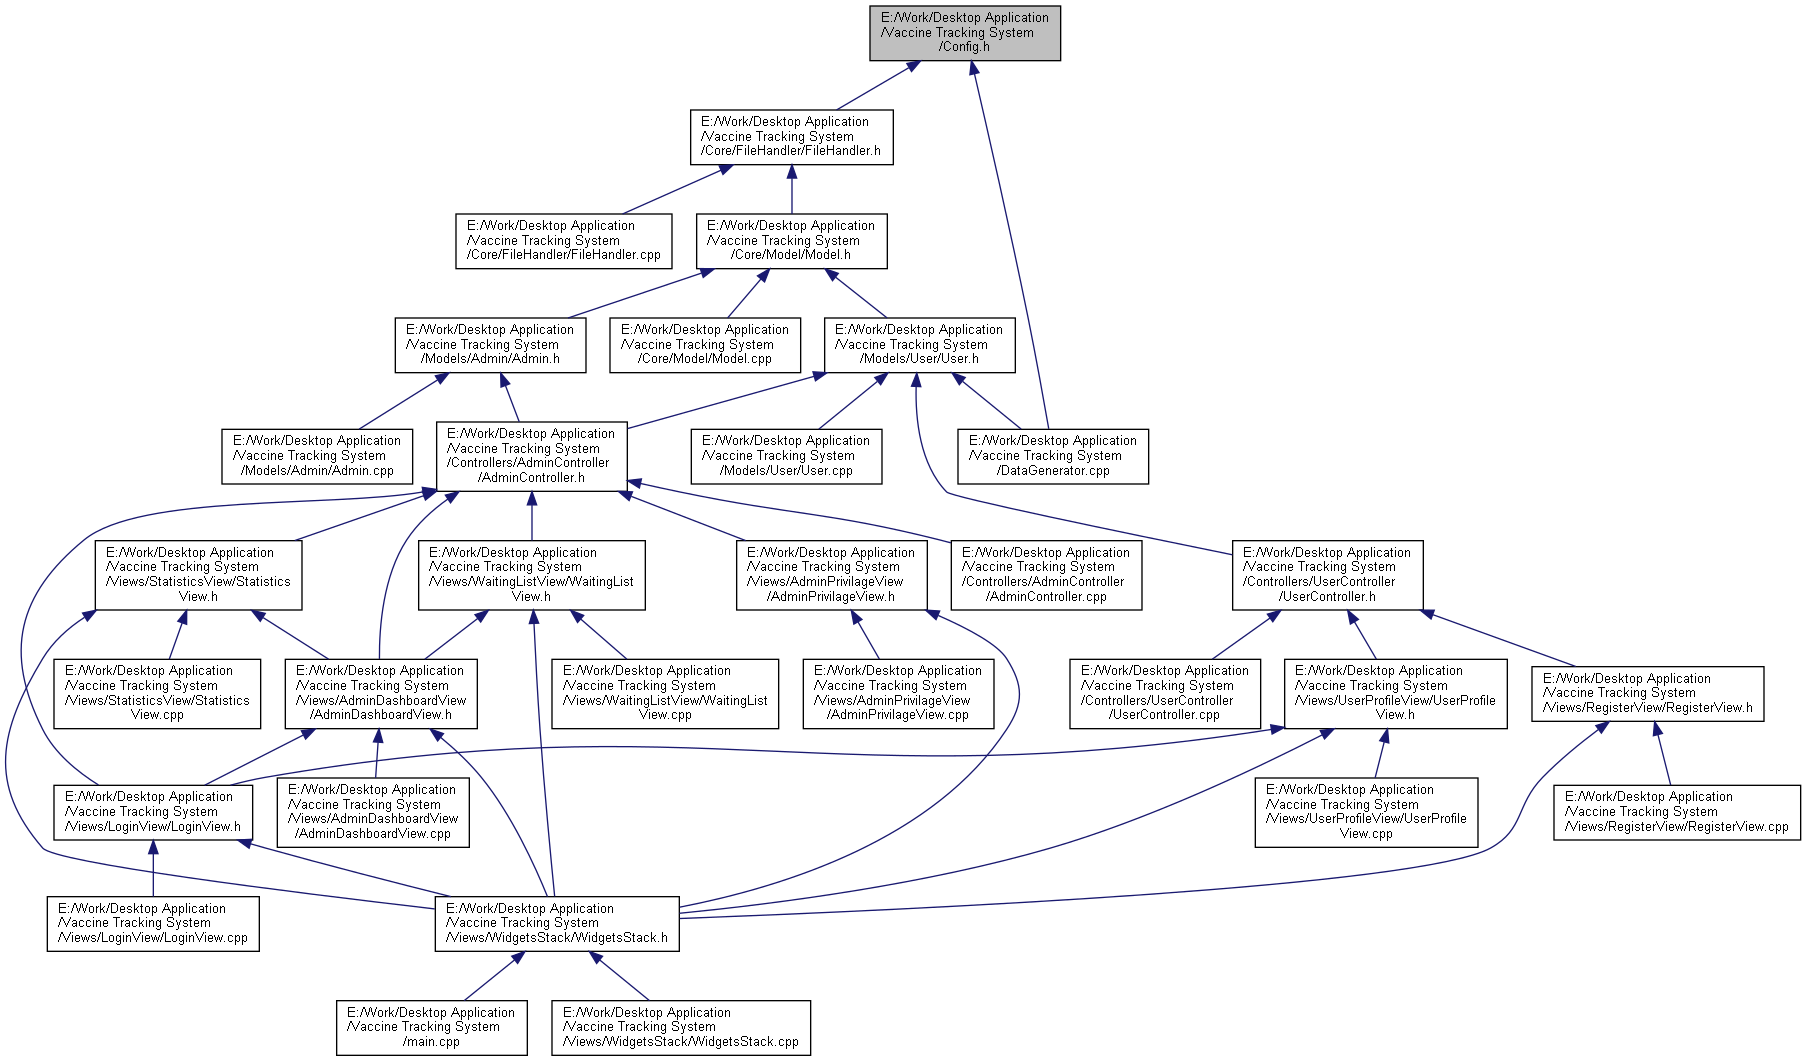 E:/Work/Desktop Application
/Vaccine Tracking System
/Config.h
E:/Work/Desktop Application
/Vaccine Tracking System
/Core/FileHandler/FileHandler.h
E:/Work/Desktop Application
/Vaccine Tracking System
/Core/FileHandler/FileHandler.cpp
E:/Work/Desktop Application
/Vaccine Tracking System
/Core/Model/Model.h
E:/Work/Desktop Application
/Vaccine Tracking System
/Models/Admin/Admin.h
E:/Work/Desktop Application
/Vaccine Tracking System
/Core/Model/Model.cpp
E:/Work/Desktop Application
/Vaccine Tracking System
/Models/User/User.h
E:/Work/Desktop Application
/Vaccine Tracking System
/Models/Admin/Admin.cpp
E:/Work/Desktop Application
/Vaccine Tracking System
/Controllers/AdminController
/AdminController.h
E:/Work/Desktop Application
/Vaccine Tracking System
/Models/User/User.cpp
E:/Work/Desktop Application
/Vaccine Tracking System
/DataGenerator.cpp
E:/Work/Desktop Application
/Vaccine Tracking System
/Views/StatisticsView/Statistics
View.h
E:/Work/Desktop Application
/Vaccine Tracking System
/Views/WaitingListView/WaitingList
View.h
E:/Work/Desktop Application
/Vaccine Tracking System
/Views/AdminPrivilageView
/AdminPrivilageView.h
E:/Work/Desktop Application
/Vaccine Tracking System
/Controllers/AdminController
/AdminController.cpp
E:/Work/Desktop Application
/Vaccine Tracking System
/Controllers/UserController
/UserController.h
E:/Work/Desktop Application
/Vaccine Tracking System
/Views/StatisticsView/Statistics
View.cpp
E:/Work/Desktop Application
/Vaccine Tracking System
/Views/AdminDashboardView
/AdminDashboardView.h
E:/Work/Desktop Application
/Vaccine Tracking System
/Views/WaitingListView/WaitingList
View.cpp
E:/Work/Desktop Application
/Vaccine Tracking System
/Views/AdminPrivilageView
/AdminPrivilageView.cpp
E:/Work/Desktop Application
/Vaccine Tracking System
/Controllers/UserController
/UserController.cpp
E:/Work/Desktop Application
/Vaccine Tracking System
/Views/UserProfileView/UserProfile
View.h
E:/Work/Desktop Application
/Vaccine Tracking System
/Views/RegisterView/RegisterView.h
E:/Work/Desktop Application
/Vaccine Tracking System
/Views/LoginView/LoginView.h
E:/Work/Desktop Application
/Vaccine Tracking System
/Views/AdminDashboardView
/AdminDashboardView.cpp
E:/Work/Desktop Application
/Vaccine Tracking System
/Views/UserProfileView/UserProfile
View.cpp
E:/Work/Desktop Application
/Vaccine Tracking System
/Views/RegisterView/RegisterView.cpp
E:/Work/Desktop Application
/Vaccine Tracking System
/Views/LoginView/LoginView.cpp
E:/Work/Desktop Application
/Vaccine Tracking System
/Views/WidgetsStack/WidgetsStack.h
E:/Work/Desktop Application
/Vaccine Tracking System
/main.cpp
E:/Work/Desktop Application
/Vaccine Tracking System
/Views/WidgetsStack/WidgetsStack.cpp